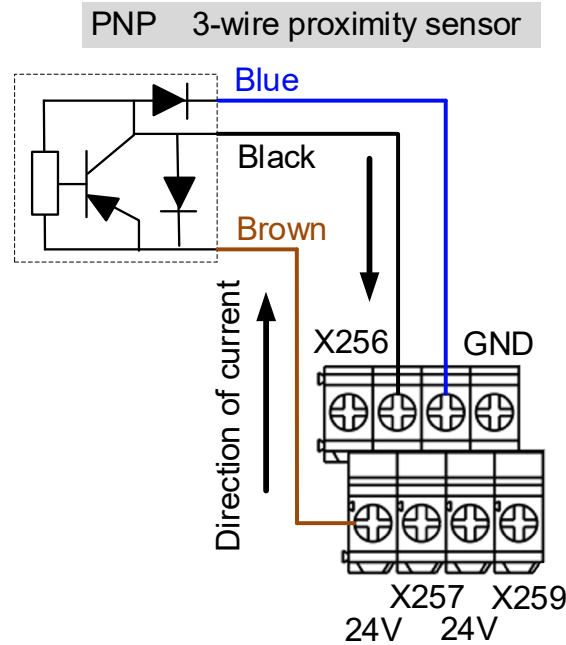 PNP 3-wire proximity sensor
Blue
Black
Brown
Direction of current
X256 GND
X257 X259
24V 24V